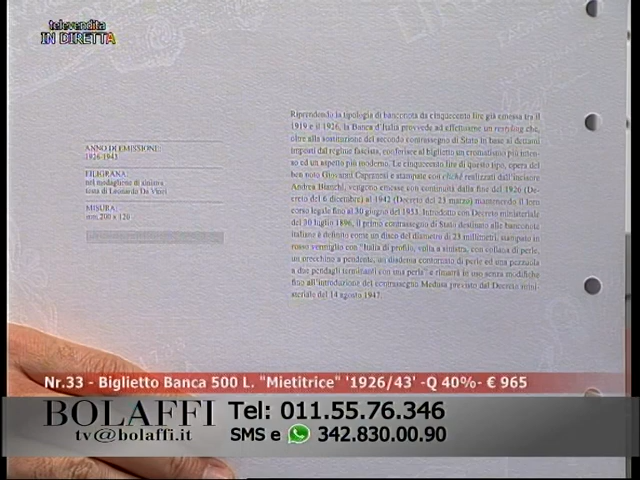 televendita
IN DIRETTA
ANNO DI EMISSIONE:
1926-1943
FILIGRANA:
nel medaglione di sinistra
testa di Leonardo Da Vinci
MISURA:
mm 200 x 120
Riprendendo la tipologia di banconota da cinquecento lire già emessa tra il
1919 e il 1926, la Banca d'Italia provvede ad effettuarne un restyling che,
oltre alla sostituzione del secondo contrassegno di Stato in base ai dettami
imposti dal regime fascista, conferisce al biglietto un cromatismo più inten-
so ed un aspetto più moderno. Le cinquecento lire di questo tipo, opera del
ben noto Giovanni Capranesi e stampate con cliché realizzati dall'incisore
Andrea Bianchi, vengono emesse con continuità dalla fine del 1926 (De-
creto del 6 dicembre) al 1942 (Decreto del 23 marzo) mantenendo il loro
corso legale fino al 30 giugno del 1953. Introdotto con Decreto ministeriale
del 30 luglio 1896, il primo contrassegno di Stato destinato alle banconote
italiane è definito come un disco del diametro di 23 millimetri, stampato in
rosso vermiglio con "Italia di profilo, volta a sinistra, con collana di perle,
un orecchino a pendente, un diadema contornato di perle ed una pezzuola
a due pendagli terminanti con una perla" e rimarrà in uso senza modifiche
fino all'introduzione del contrassegno Medusa previsto dal Decreto mini-
steriale del 14 agosto 1947.
Nr.33 - Biglietto Banca 500 L. "Mietitrice" '1926/43' -Q 40%- € 965
BOLAFFI Tel: 011.55.76.346
tv@bolaffi.it SMS e 342.830.00.90